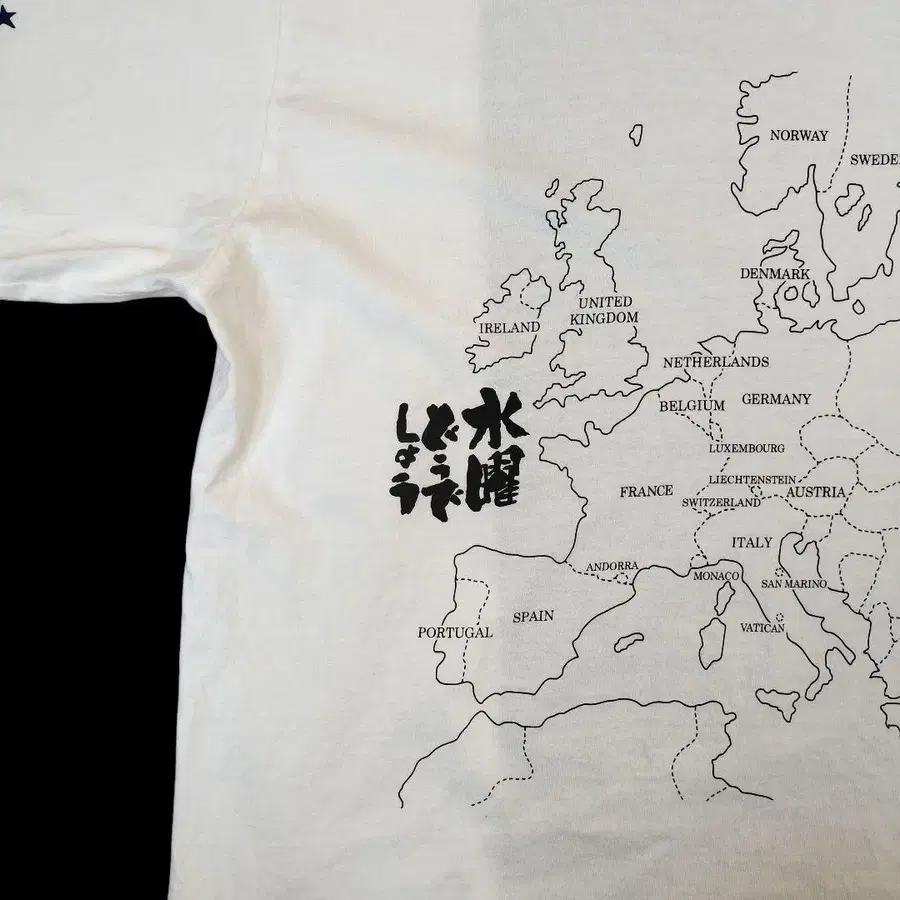 NORWAY
SWEDE
DENMARK
UNITED
KINGDOM
IRELAND
NETHERLANDS
BELGIUM
GERMANY
LUXEMBOURG
LIECHTENSTEIN
FRANCE
SWITZERLAND
AUSTRIA
ITALY
ANDORRA
MONACO
SAN MARINO
SPAIN
PORTUGAL
VATICAN
水曜
どうで
しょう